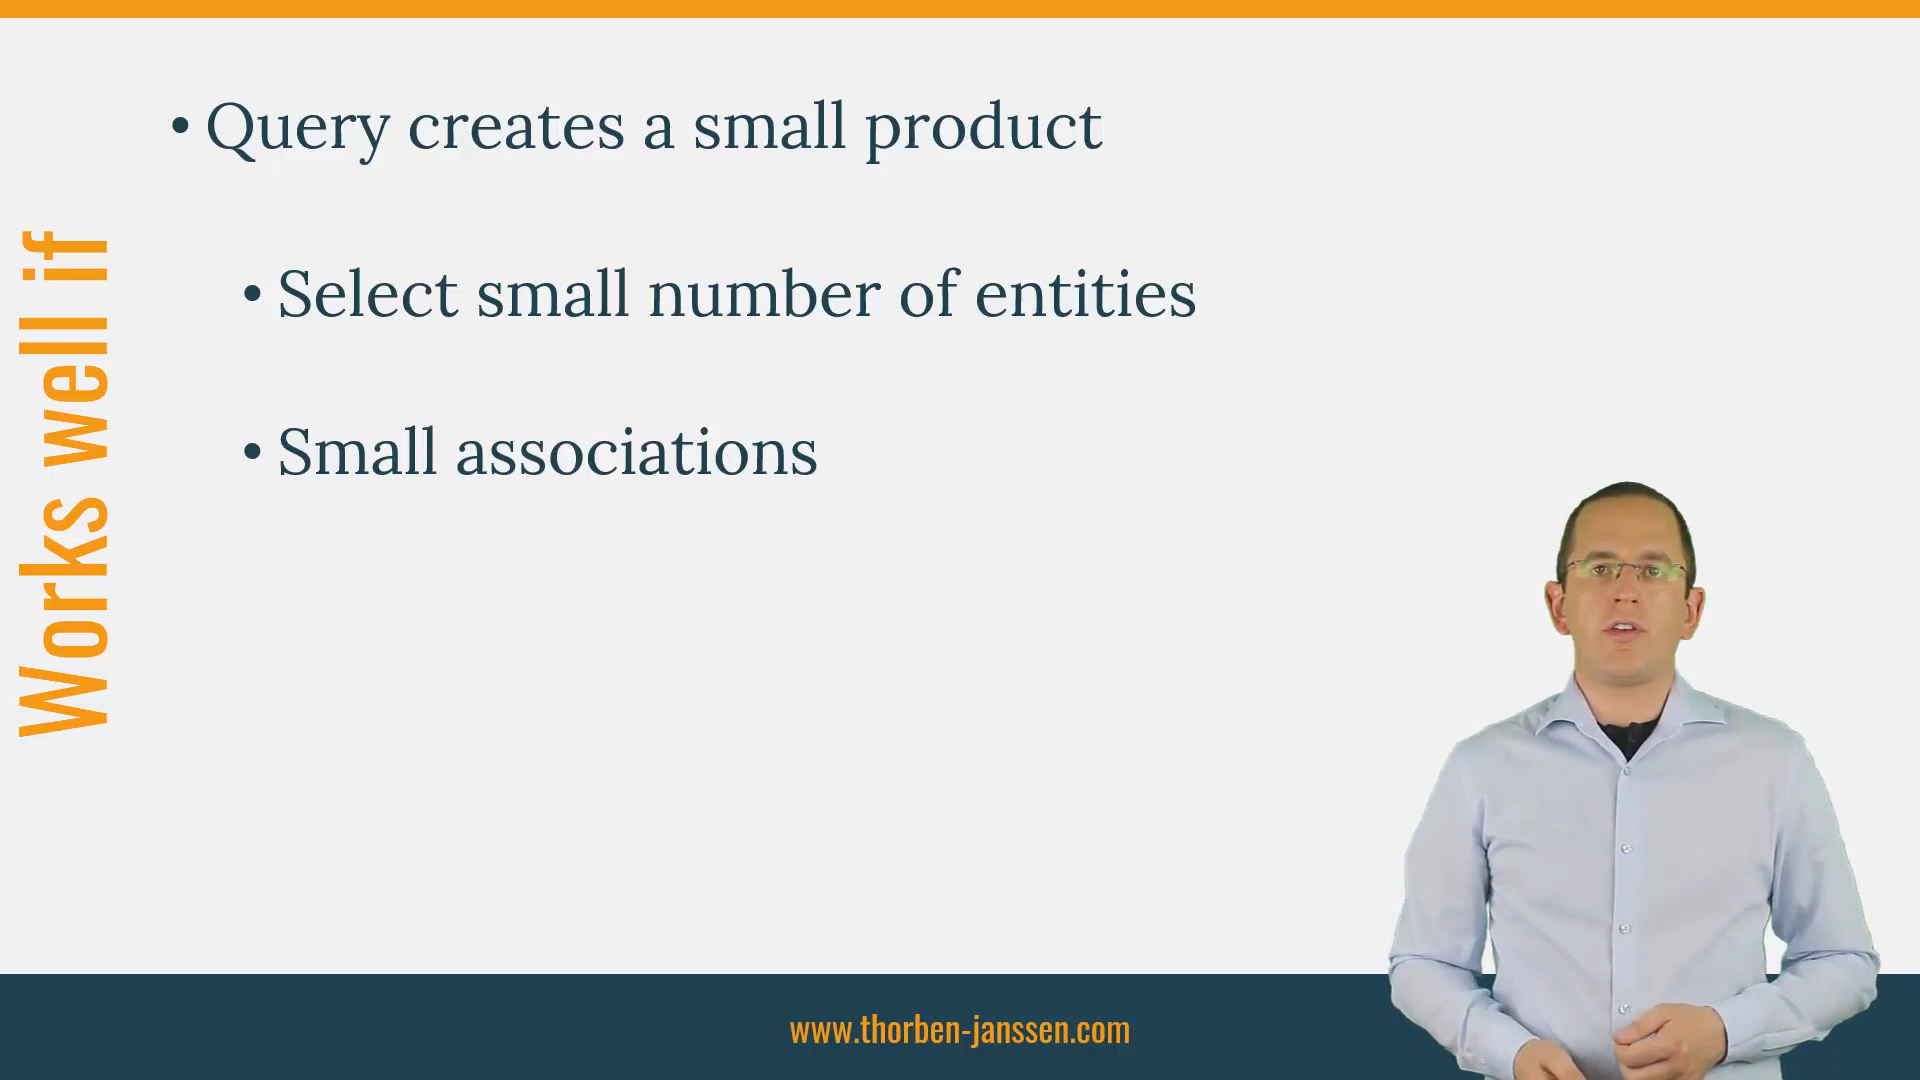 Works well if
• Query creates a small product
• Select small number of entities
• Small associations
www.thorben-janssen.com